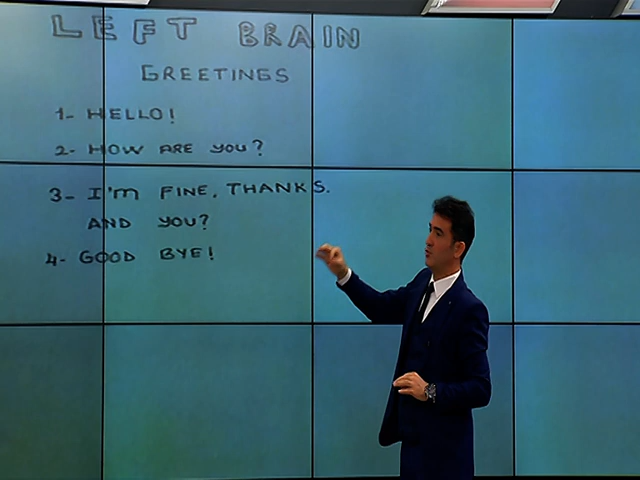 LEFT BRAIN
GREETINGS
1- HELLO!
2- HOW ARE YOU?
3- I'M FINE, THANKS.
AND YOU?
4- GOOD BYE!